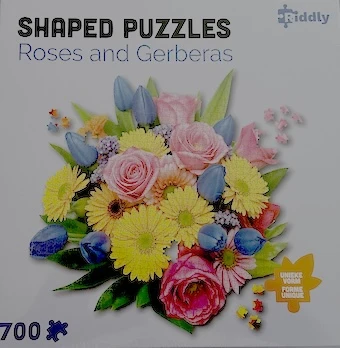 SHAPED PUZZLES
Riddly
Roses and Gerberas
UNIEKE
VORM
FORME
UNIQUE
700